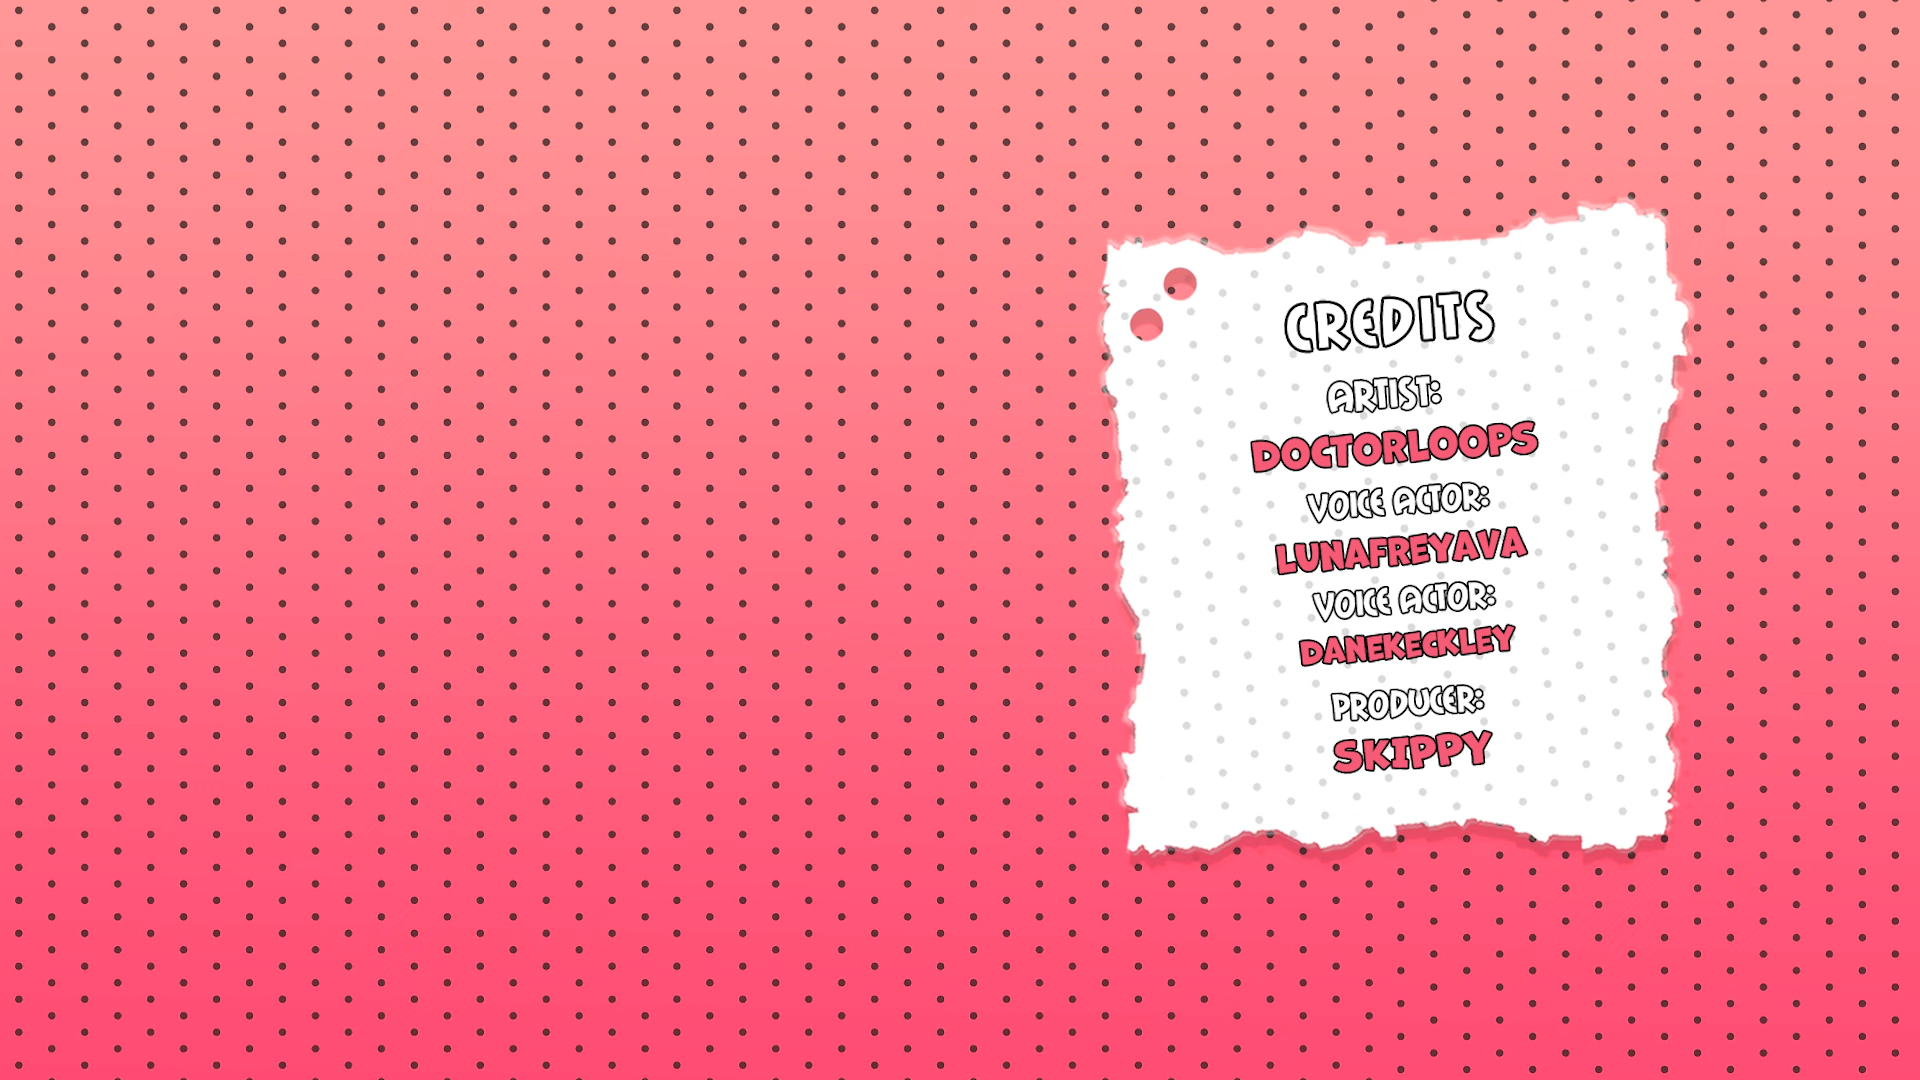 CREDITS
ARTIST:
DOCTORLOOPS
VOICE ACTOR:
LUNAFREYAVA
VOICE ACTOR:
DANEKECKLEY
PRODUCER:
SKIPPY